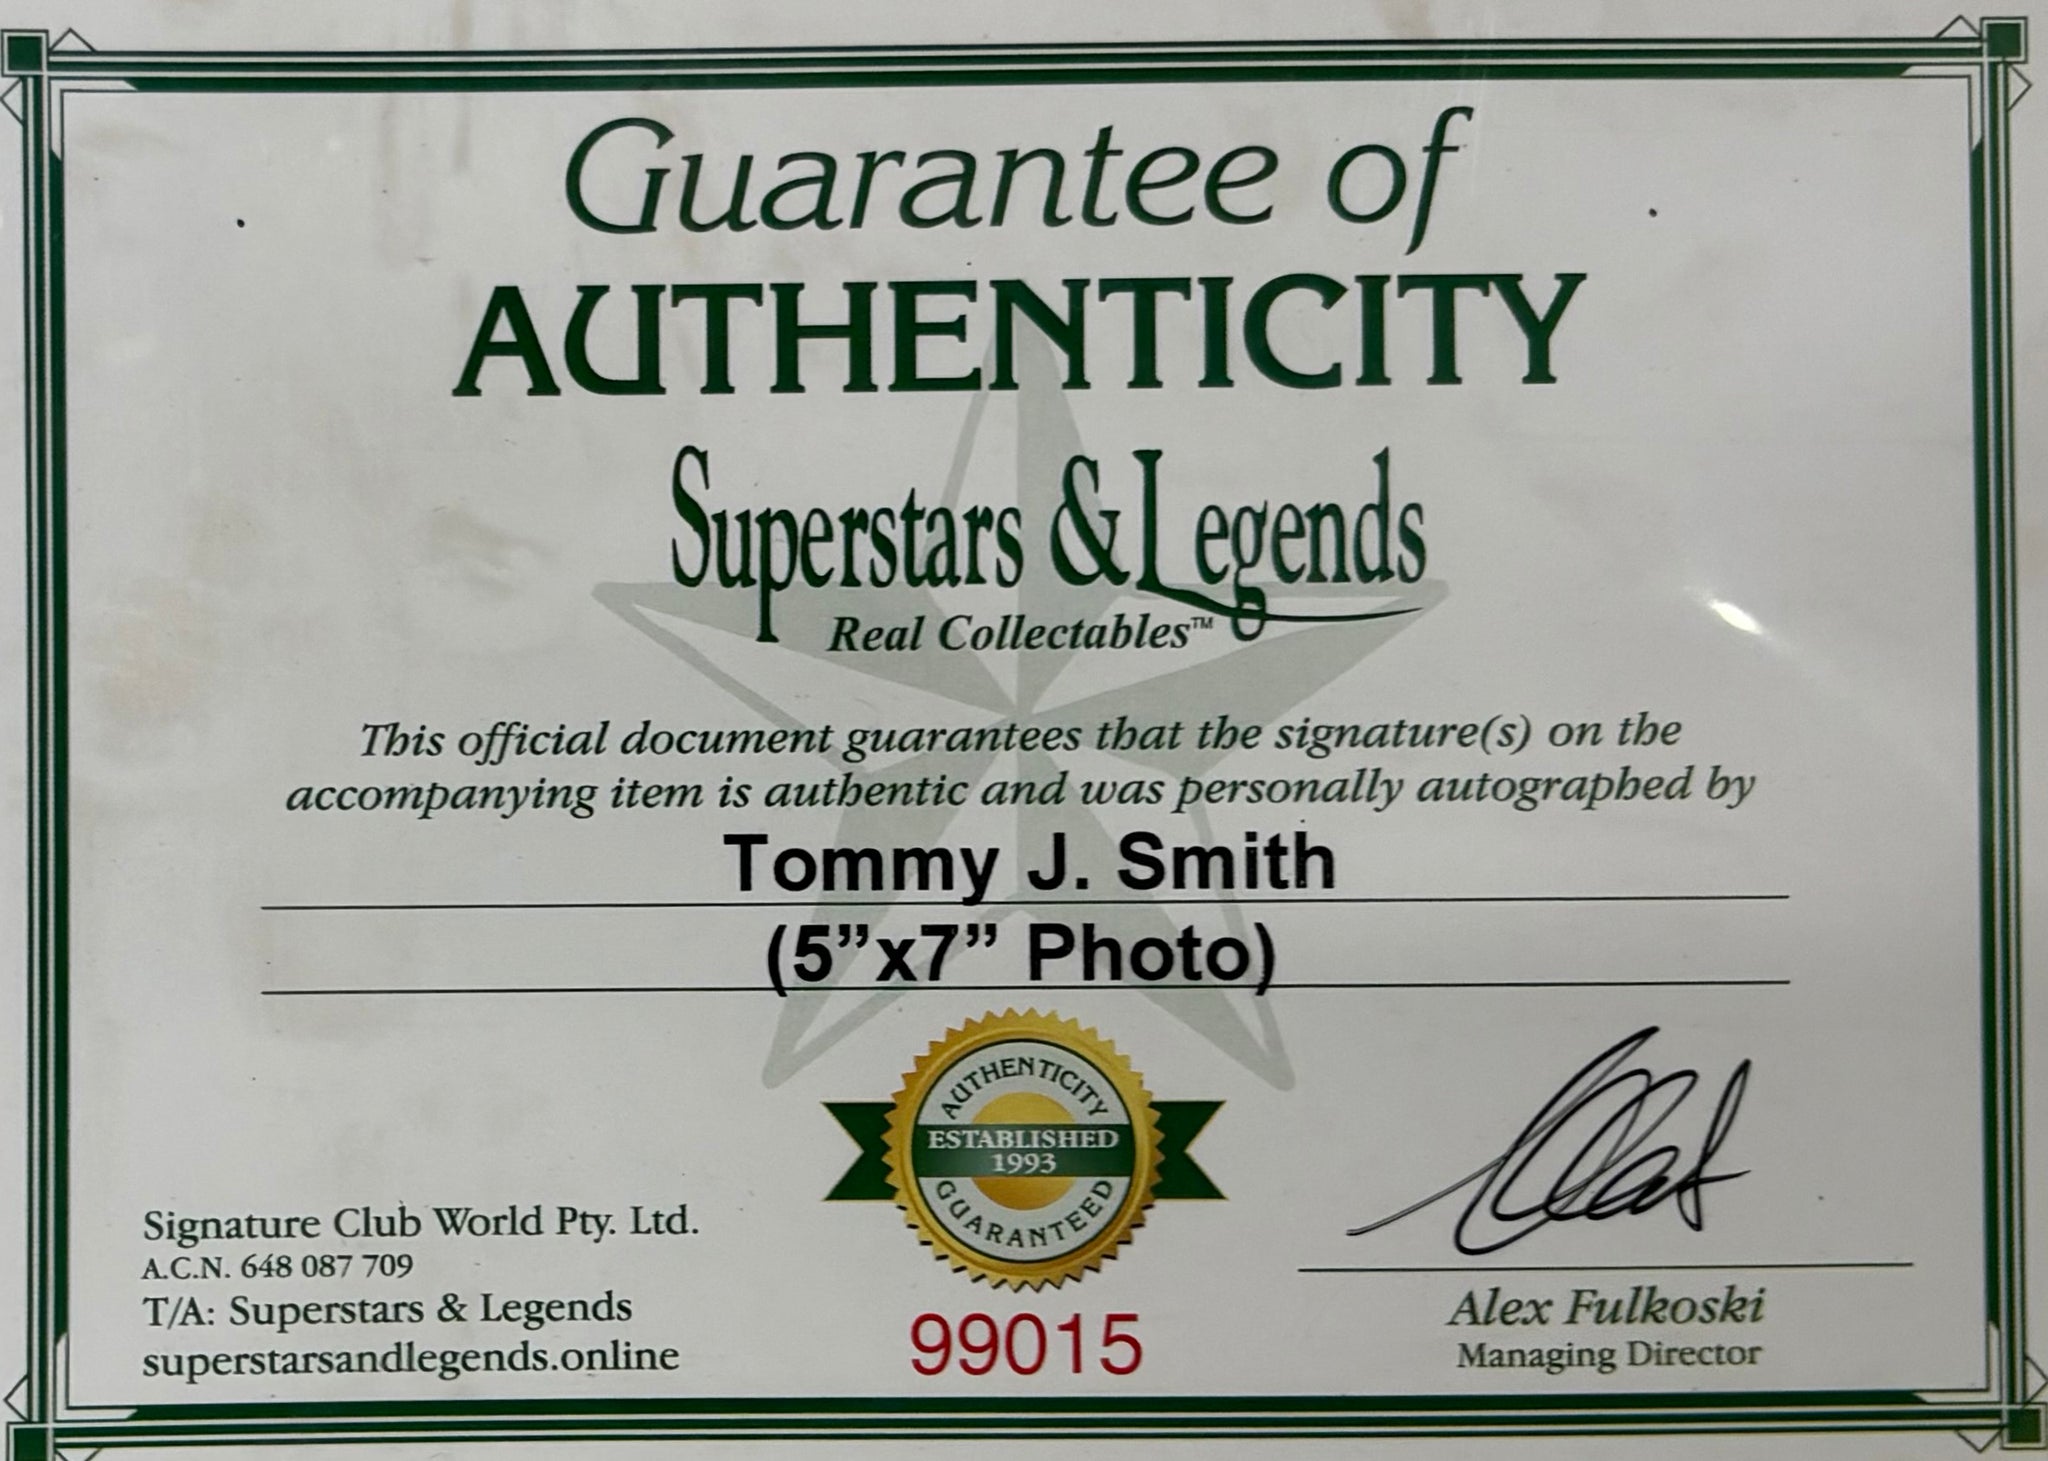 Guarantee of
AUTHENTICITY
Superstars & Legends
Real Collectables™
This official document guarantees that the signature(s) on the
accompanying item is authentic and was personally autographed by
Tommy J. Smith
(5”x7” Photo)
AUTHENTICITY
ESTABLISHED
1993
GUARANTEED
99015
Signature Club World Pty. Ltd.
A.C.N. 648 087 709
T/A: Superstars & Legends
superstarsandlegends.online
Alex Fulkoski
Managing Director